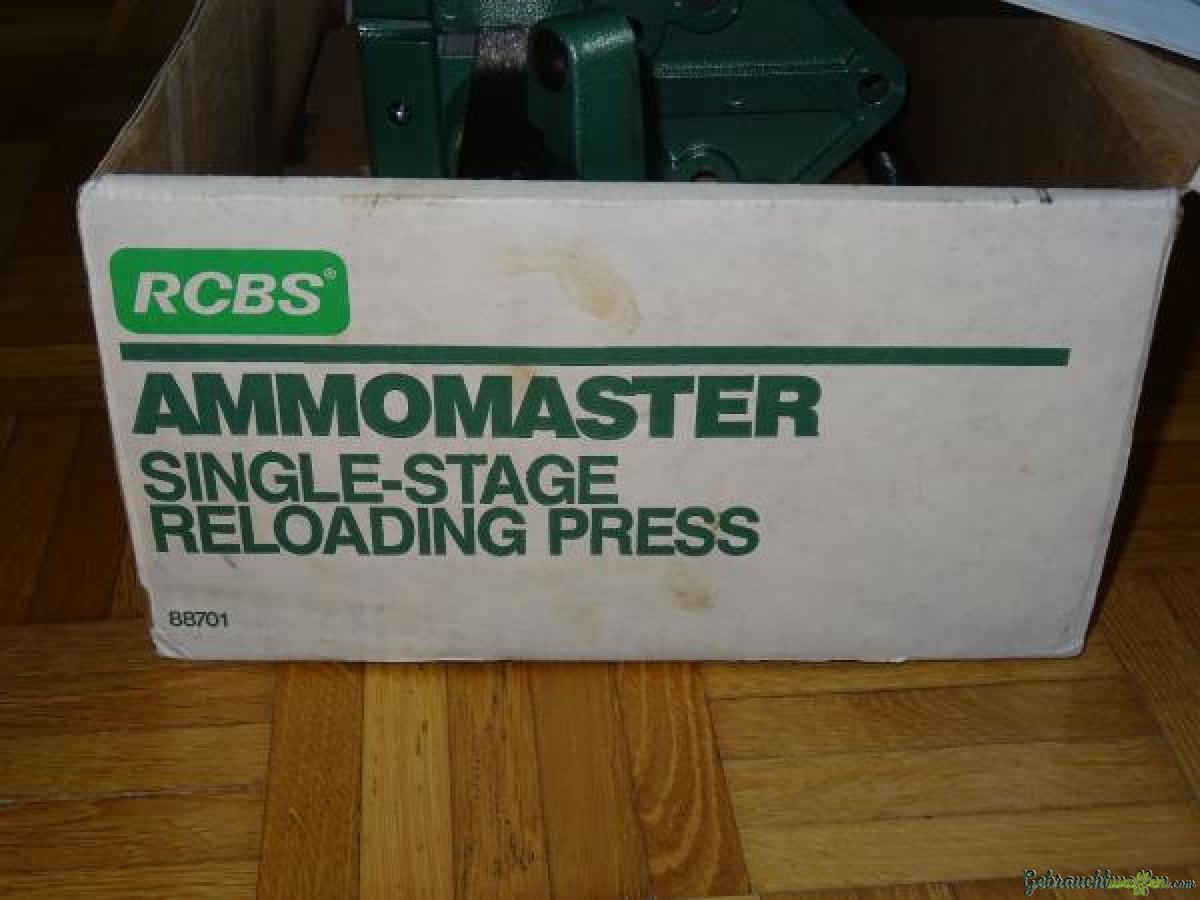 RCBS®
AMMOMASTER
SINGLE-STAGE
RELOADING PRESS
88701
Gebrauchtwaffen.com